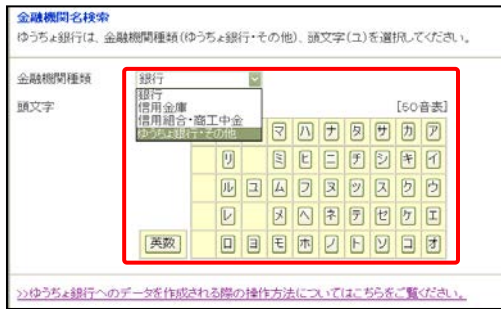 金融機関名検索
ゆうちょ銀行は、金融機関種類(ゆうちょ銀行・その他)、頭文字(ユ)を選択してください。
金融機関種類 銀行
銀行
信用金庫
信用組合・商工中金
ゆうちょ銀行・その他
頭文字 [50音表]
マ ハ ナ タ サ カ ア
リ ミ ヒ ニ チ シ キ イ
ル ユ ム フ ヌ ツ ス ク ウ
レ メ ヘ ネ テ セ ケ エ
英数 ロ ヨ モ ホ ノ ト ソ コ オ
>>ゆうちょ銀行へのデータを作成される際の操作方法についてはこちらをご覧ください。